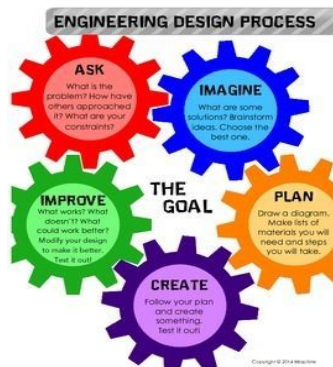 ENGINEERING DESIGN PROCESS
ASK
What is the
problem? How have
others approached
it? What are your
constraints?
IMAGINE
What are some
solutions? Brainstorm
ideas. Choose the
best one.
PLAN
Draw a diagram.
Make lists of
materials you will
need and steps
you will take.
CREATE
Follow your plan
and create
something.
Test it out!
IMPROVE
What works? What
doesn't? What
could work better?
Modify your design
to make it better.
Test it out!
THE
GOAL
Copyright © 2014